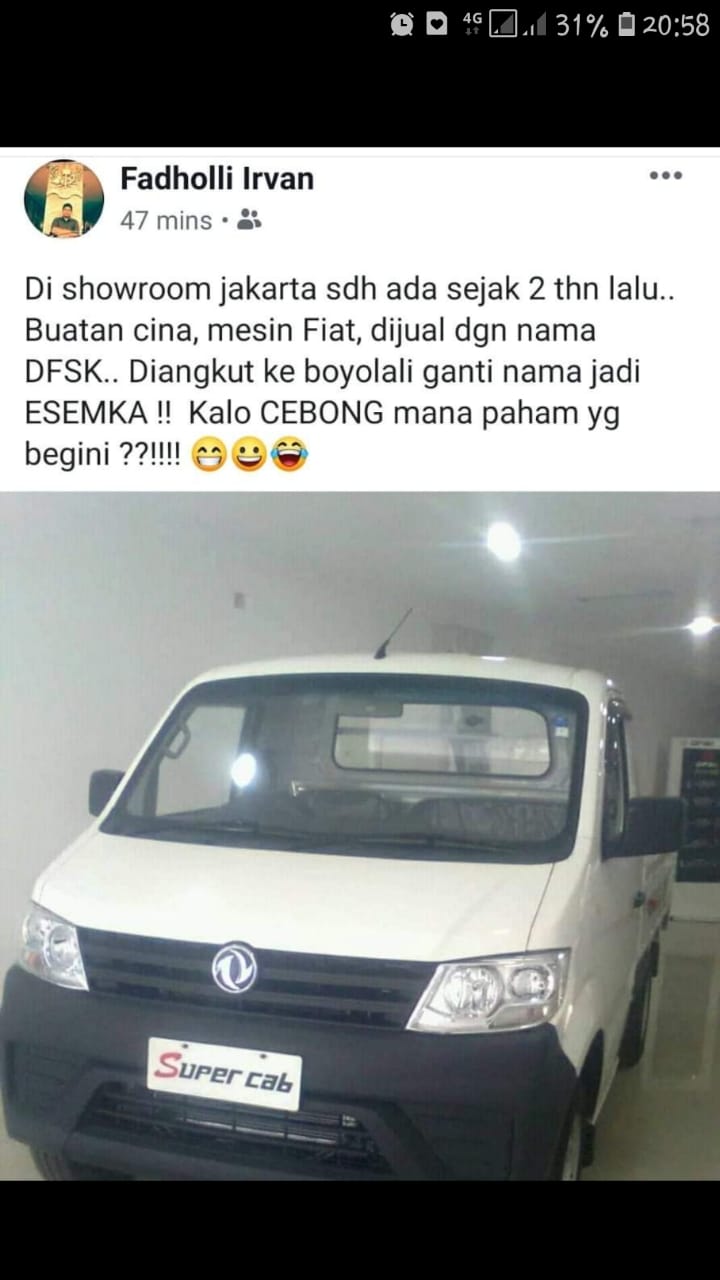 4G 31% 20:58
Fadholli Irvan
47 mins
Di showroom jakarta sdh ada sejak 2 thn lalu..
Buatan cina, mesin Fiat, dijual dgn nama
DFSK.. Diangkut ke boyolali ganti nama jadi
ESEMKA !! Kalo CEBONG mana paham yg
begini ??!!!! 😁😀😂
Super cab